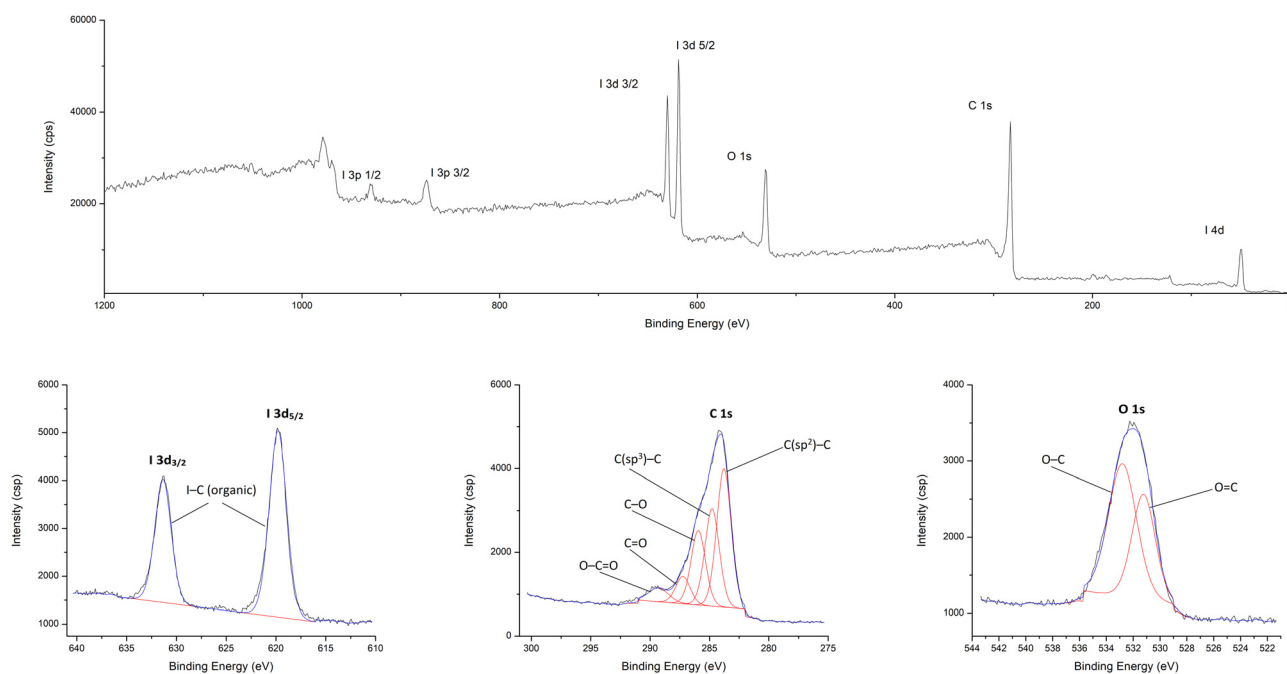 60000
40000
20000
0
Intensity (cps)
I 3d 5/2
I 3d 3/2
C 1s
O 1s
I 3p 1/2
I 3p 3/2
I 4d
1200 1000 800 600 400 200
Binding Energy (eV)
6000
5000
4000
3000
2000
1000
Intensity (csp)
I 3d5/2
I 3d3/2
I–C (organic)
640 635 630 625 620 615 610
Binding Energy (eV)
6000
4000
2000
0
Intensity (csp)
C 1s
C(sp³)–C
C(sp²)–C
C–O
C=O
O–C=O
300 295 290 285 280 275
Binding Energy (eV)
4000
3000
2000
1000
Intensity (csp)
O 1s
O–C
O=C
544 542 540 538 536 534 532 531 530 528 526 524 522
Binding Energy (eV)